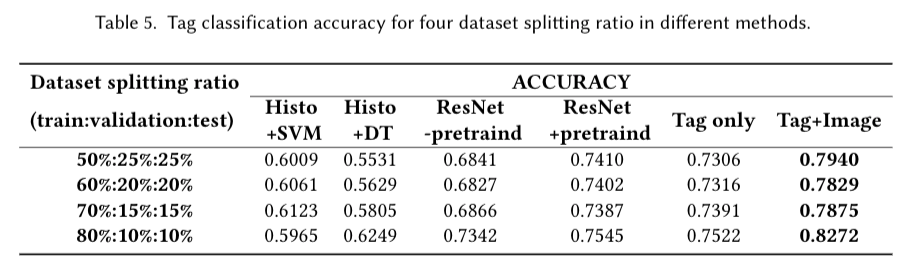 Table 5. Tag classification accuracy for four dataset splitting ratio in different methods.
Dataset splitting ratio ACCURACY
(train:validation:test) Histo +SVM Histo +DT ResNet -pretraind ResNet +pretraind Tag only Tag+Image
50%:25%:25% 0.6009 0.5531 0.6841 0.7410 0.7306 0.7940
60%:20%:20% 0.6061 0.5629 0.6827 0.7402 0.7316 0.7829
70%:15%:15% 0.6123 0.5805 0.6866 0.7387 0.7391 0.7875
80%:10%:10% 0.5965 0.6249 0.7342 0.7545 0.7522 0.8272